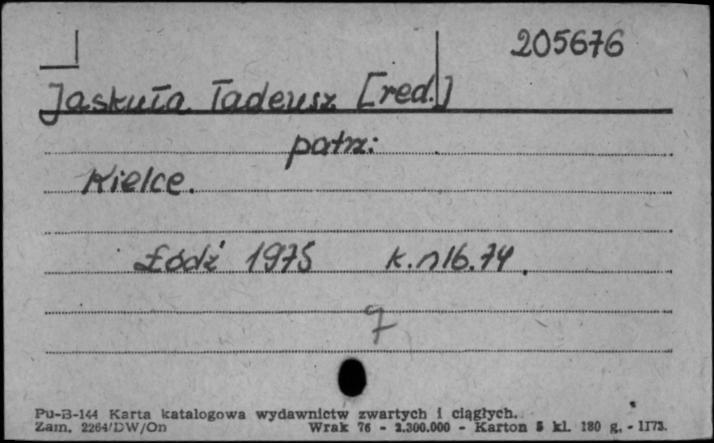 205676
Jaskuła Tadeusz [red.]
patrz:
Kielce.
Łódź 1975 k.n16.74.
7
Pu-B-144 Karta katalogowa wydawnictw zwartych i ciągłych.
Zam. 2264/DW/On Wrak 76 - 2.300.000 - Karton 5 kl. 180 g. - 1173.